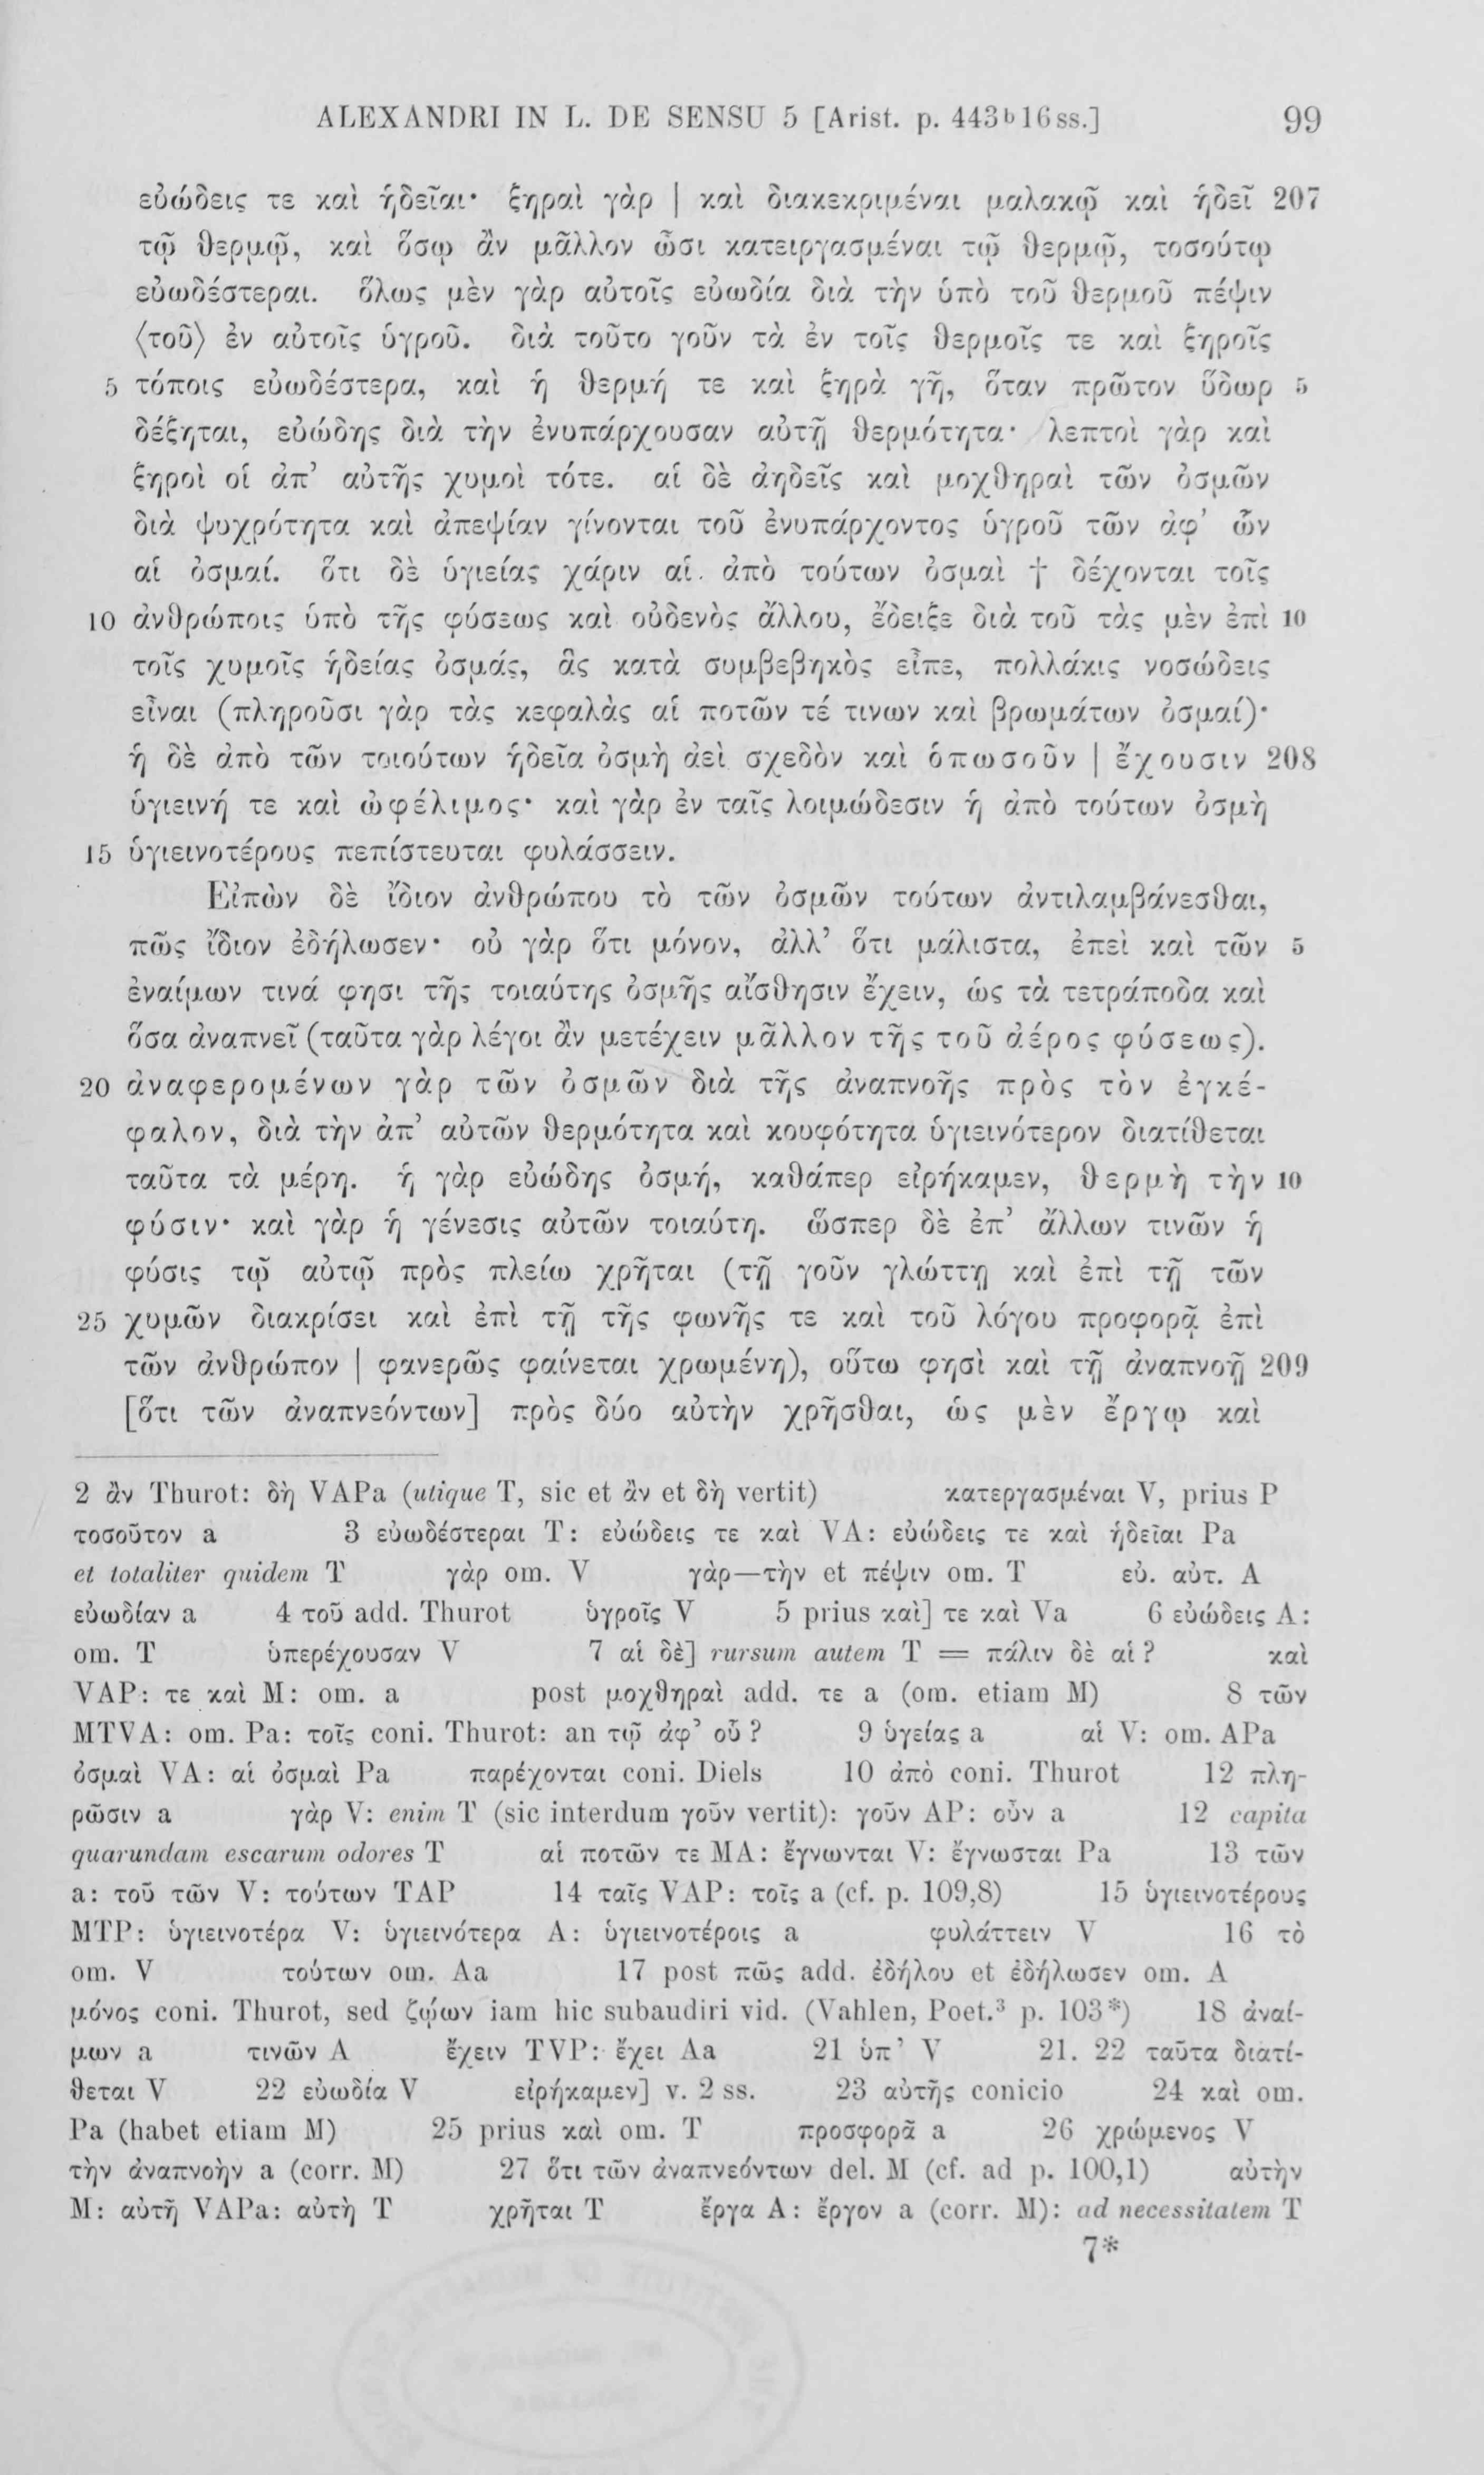 ALEXANDRI IN L. DE SENSU 5 [Arist. p. 443ᵇ16ss.] 99
εὐώδεις τε καὶ ἡδεῖαι· ξηραὶ γὰρ | καὶ διακεκριμέναι μαλακῷ καὶ ἡδεῖ 207
τῷ θερμῷ, καὶ ὅσῳ ἂν μᾶλλον ὦσι κατειργασμέναι τῷ θερμῷ, τοσούτῳ
εὐωδέστεραι. ὅλως μὲν γὰρ αὐτοῖς εὐωδία διὰ τὴν ὑπὸ τοῦ θερμοῦ πέψιν
⟨τοῦ⟩ ἐν αὐτοῖς ὑγροῦ. διὰ τοῦτο γοῦν τὰ ἐν τοῖς θερμοῖς τε καὶ ξηροῖς
5 τόποις εὐωδέστερα, καὶ ἡ θερμή τε καὶ ξηρὰ γῆ, ὅταν πρῶτον ὕδωρ 5
δέξηται, εὐώδης διὰ τὴν ἐνυπάρχουσαν αὐτῇ θερμότητα· λεπτοὶ γὰρ καὶ
ξηροὶ οἱ ἀπ’ αὐτῆς χυμοὶ τότε. αἱ δὲ ἀηδεῖς καὶ μοχθηραὶ τῶν ὀσμῶν
διὰ ψυχρότητα καὶ ἀπεψίαν γίνονται τοῦ ἐνυπάρχοντος ὑγροῦ τῶν ἀφ’ ὧν
αἱ ὀσμαί. ὅτι δὲ ὑγιείας χάριν αἱ ἀπὸ τούτων ὀσμαὶ † δέχονται τοῖς
10 ἀνθρώποις ὑπὸ τῆς φύσεως καὶ οὐδενὸς ἄλλου, ἔδειξε διὰ τοῦ τὰς μὲν ἐπὶ 10
τοῖς χυμοῖς ἡδείας ὀσμάς, ἃς κατὰ συμβεβηκὸς εἶπε, πολλάκις νοσώδεις
εἶναι (πληροῦσι γὰρ τὰς κεφαλὰς αἱ ποτῶν τέ τινων καὶ βρωμάτων ὀσμαί)·
ἡ δὲ ἀπὸ τῶν τοιούτων ἡδεῖα ὀσμὴ ἀεὶ σχεδὸν καὶ ὁπωσοῦν | ἔχουσιν 208
ὑγιεινή τε καὶ ὠφέλιμος· καὶ γὰρ ἐν ταῖς λοιμώδεσιν ἡ ἀπὸ τούτων ὀσμὴ
15 ὑγιεινοτέρους πεπίστευται φυλάσσειν.
Εἰπὼν δὲ ἴδιον ἀνθρώπου τὸ τῶν ὀσμῶν τούτων ἀντιλαμβάνεσθαι,
πῶς ἴδιον ἐδήλωσεν· οὐ γὰρ ὅτι μόνον, ἀλλ’ ὅτι μάλιστα, ἐπεὶ καὶ τῶν 5
ἐναίμων τινά φησι τῆς τοιαύτης ὀσμῆς αἴσθησιν ἔχειν, ὡς τὰ τετράποδα καὶ
ὅσα ἀναπνεῖ (ταῦτα γὰρ λέγοι ἂν μετέχειν μᾶλλον τῆς τοῦ ἀέρος φύσεως).
20 ἀναφερομένων γὰρ τῶν ὀσμῶν διὰ τῆς ἀναπνοῆς πρὸς τὸν ἐγκέ-
φαλον, διὰ τὴν ἀπ’ αὐτῶν θερμότητα καὶ κουφότητα ὑγιεινότερον διατίθεται
ταῦτα τὰ μέρη. ἡ γὰρ εὐώδης ὀσμή, καθάπερ εἰρήκαμεν, θερμὴ τὴν 10
φύσιν· καὶ γὰρ ἡ γένεσις αὐτῶν τοιαύτη. ὥσπερ δὲ ἐπ’ ἄλλων τινῶν ἡ
φύσις τῷ αὐτῷ πρὸς πλείω χρῆται (τῇ γοῦν γλώττῃ καὶ ἐπὶ τῇ τῶν
25 χυμῶν διακρίσει καὶ ἐπὶ τῇ τῆς φωνῆς τε καὶ τοῦ λόγου προφορᾷ ἐπὶ
τῶν ἀνθρώπον | φανερῶς φαίνεται χρωμένη), οὕτω φησὶ καὶ τῇ ἀναπνοῇ 209
[ὅτι τῶν ἀναπνεόντων] πρὸς δύο αὐτὴν χρῆσθαι, ὡς μὲν ἔργῳ καὶ
2 ἂν Thurot: δὴ VAPa (utique T, sic et ἂν et δὴ vertit) κατεργασμέναι V, prius P
τοσοῦτον a 3 εὐωδέστεραι T: εὐώδεις τε καὶ VA: εὐώδεις τε καὶ ἡδεῖαι Pa
et totaliter quidem T γὰρ om. V γὰρ—τὴν et πέψιν om. T εὐ. αὐτ. A
εὐωδίαν a 4 τοῦ add. Thurot ὑγροῖς V 5 prius καὶ] τε καὶ Va 6 εὐώδεις A:
om. T ὑπερέχουσαν V 7 αἱ δὲ] rursum autem T = πάλιν δὲ αἱ? καὶ
VAP: τε καὶ M: om. a post μοχθηραὶ add. τε a (om. etiam M) 8 τῶν
MTVA: om. Pa: τοῖς coni. Thurot: an τῷ ἀφ’ οὗ? 9 ὑγείας a αἱ V: om. APa
ὀσμαὶ VA: αἱ ὀσμαὶ Pa παρέχονται coni. Diels 10 ἀπὸ coni. Thurot 12 πλη-
ρῶσιν a γὰρ V: enim T (sic interdum γοῦν vertit): γοῦν AP: οὖν a 12 capita
quarundam escarum odores T αἱ ποτῶν τε MA: ἔγνωνται V: ἔγνωσται Pa 13 τῶν
a: τοῦ τῶν V: τούτων TAP 14 ταῖς VAP: τοῖς a (cf. p. 109,8) 15 ὑγιεινοτέρους
MTP: ὑγιεινοτέρα V: ὑγιεινότερα A: ὑγιεινοτέροις a φυλάττειν V 16 τὸ
om. V τούτων om. Aa 17 post πῶς add. ἐδήλου et ἐδήλωσεν om. A
μόνος coni. Thurot, sed ζῴων iam hic subaudiri vid. (Vahlen, Poet.³ p. 103*) 18 ἀναί-
μων a τινῶν A ἔχειν TVP: ἔχει Aa 21 ὑπ’ V 21. 22 ταῦτα διατί-
θεται V 22 εὐωδία V εἰρήκαμεν] v. 2 ss. 23 αὐτῆς conicio 24 καὶ om.
Pa (habet etiam M) 25 prius καὶ om. T προσφορᾷ a 26 χρώμενος V
τὴν ἀναπνοὴν a (corr. M) 27 ὅτι τῶν ἀναπνεόντων del. M (cf. ad p. 100,1) αὐτὴν
M: αὐτῇ VAPa: αὐτὴ T χρῆται T ἔργα A: ἔργον a (corr. M): ad necessitatem T
7*